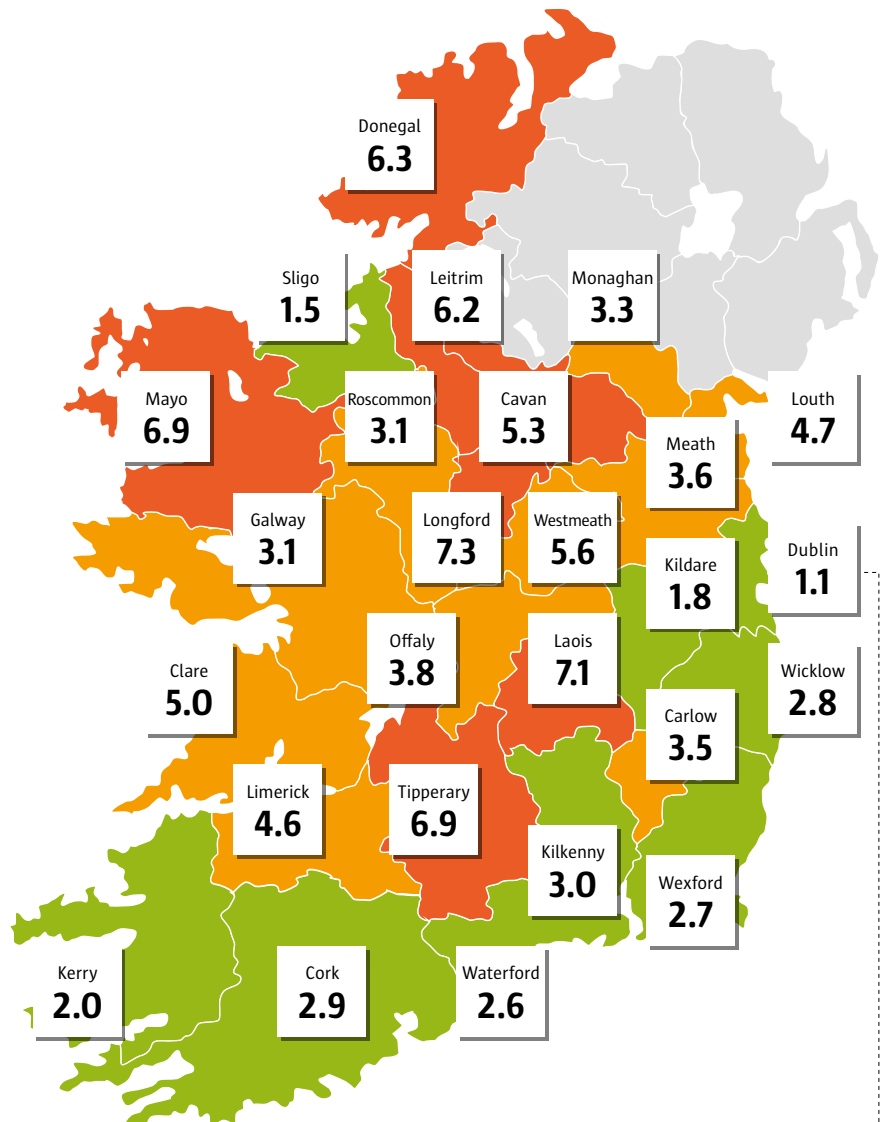 Donegal
6.3
Sligo
1.5
Leitrim
6.2
Monaghan
3.3
Mayo
6.9
Roscommon
3.1
Cavan
5.3
Louth
4.7
Meath
3.6
Galway
3.1
Longford
7.3
Westmeath
5.6
Dublin
1.1
Kildare
1.8
Offaly
3.8
Laois
7.1
Clare
5.0
Wicklow
2.8
Carlow
3.5
Limerick
4.6
Tipperary
6.9
Kilkenny
3.0
Wexford
2.7
Kerry
2.0
Cork
2.9
Waterford
2.6